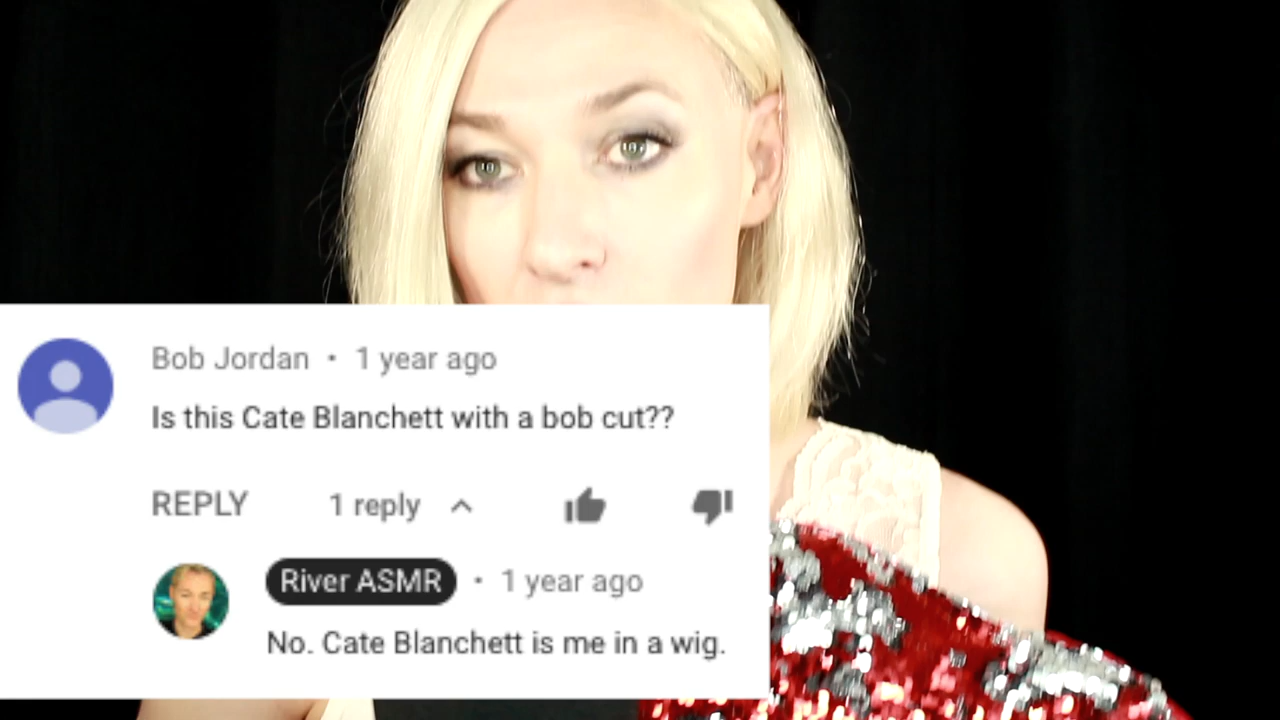 Bob Jordan • 1 year ago
Is this Cate Blanchett with a bob cut??
REPLY 1 reply
River ASMR • 1 year ago
No. Cate Blanchett is me in a wig.